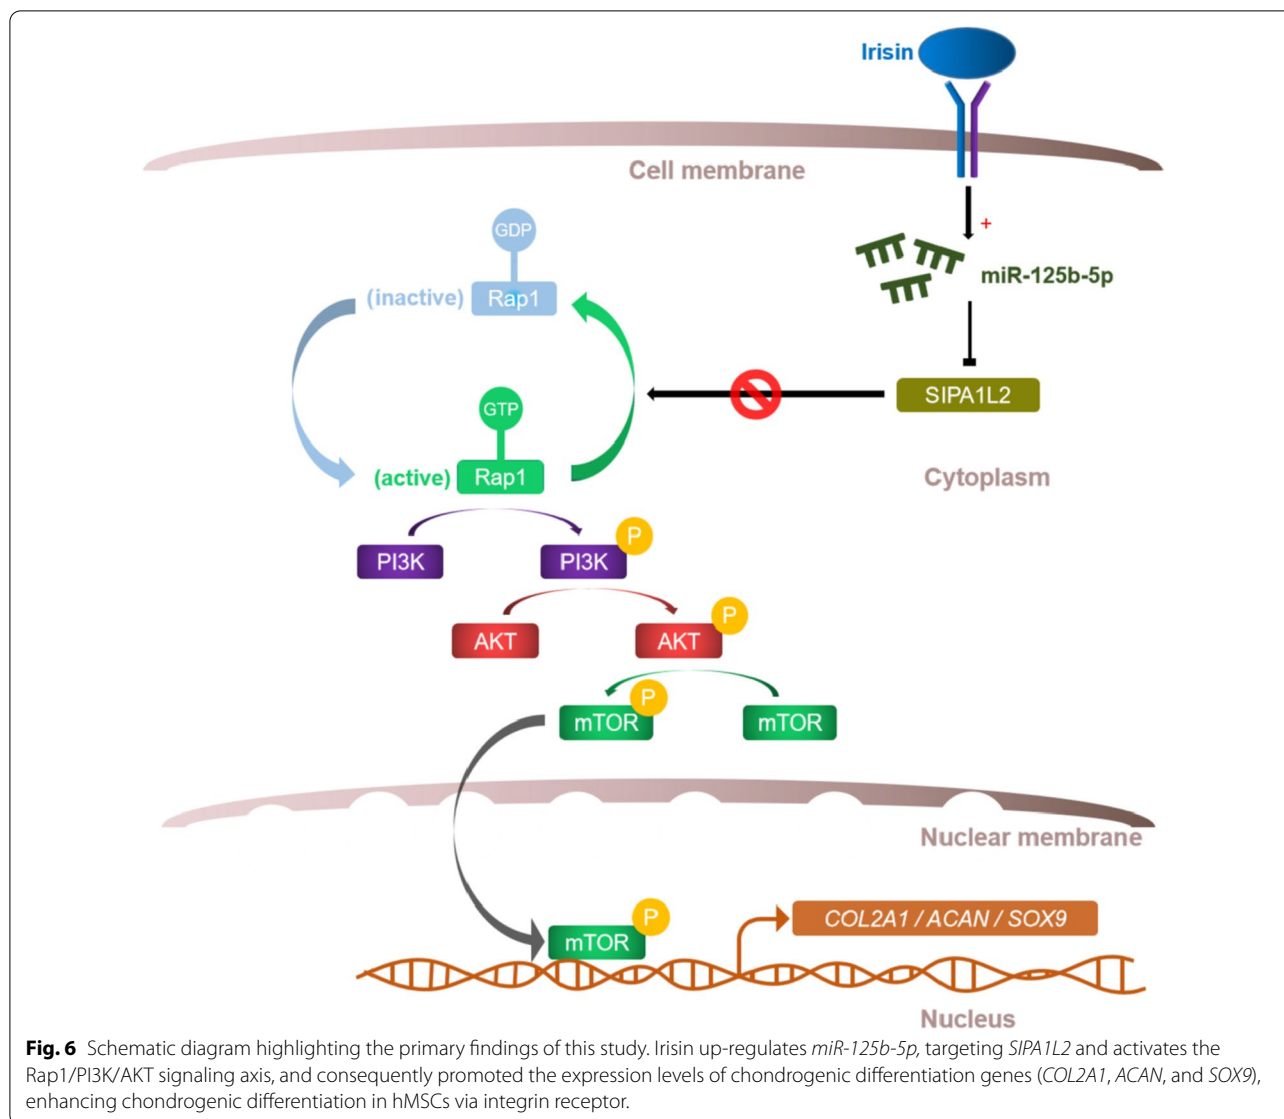 Irisin
Cell membrane
+
miR-125b-5p
GDP
(inactive) Rap1
SIPA1L2
GTP
(active) Rap1
Cytoplasm
P
PI3K PI3K
P
AKT AKT
P
mTOR mTOR
Nuclear membrane
P
COL2A1 / ACAN / SOX9
mTOR
Nucleus
Fig. 6 Schematic diagram highlighting the primary findings of this study. Irisin up-regulates miR-125b-5p, targeting SIPA1L2 and activates the
Rap1/PI3K/AKT signaling axis, and consequently promoted the expression levels of chondrogenic differentiation genes (COL2A1, ACAN, and SOX9),
enhancing chondrogenic differentiation in hMSCs via integrin receptor.